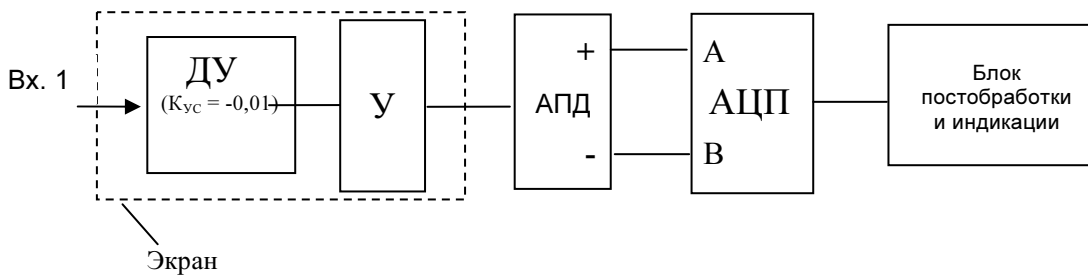 Вх. 1
ДУ
(КУС = -0,01)
У
АПД
+
-
А
АЦП
В
Блок
постобработки
и индикации
Экран